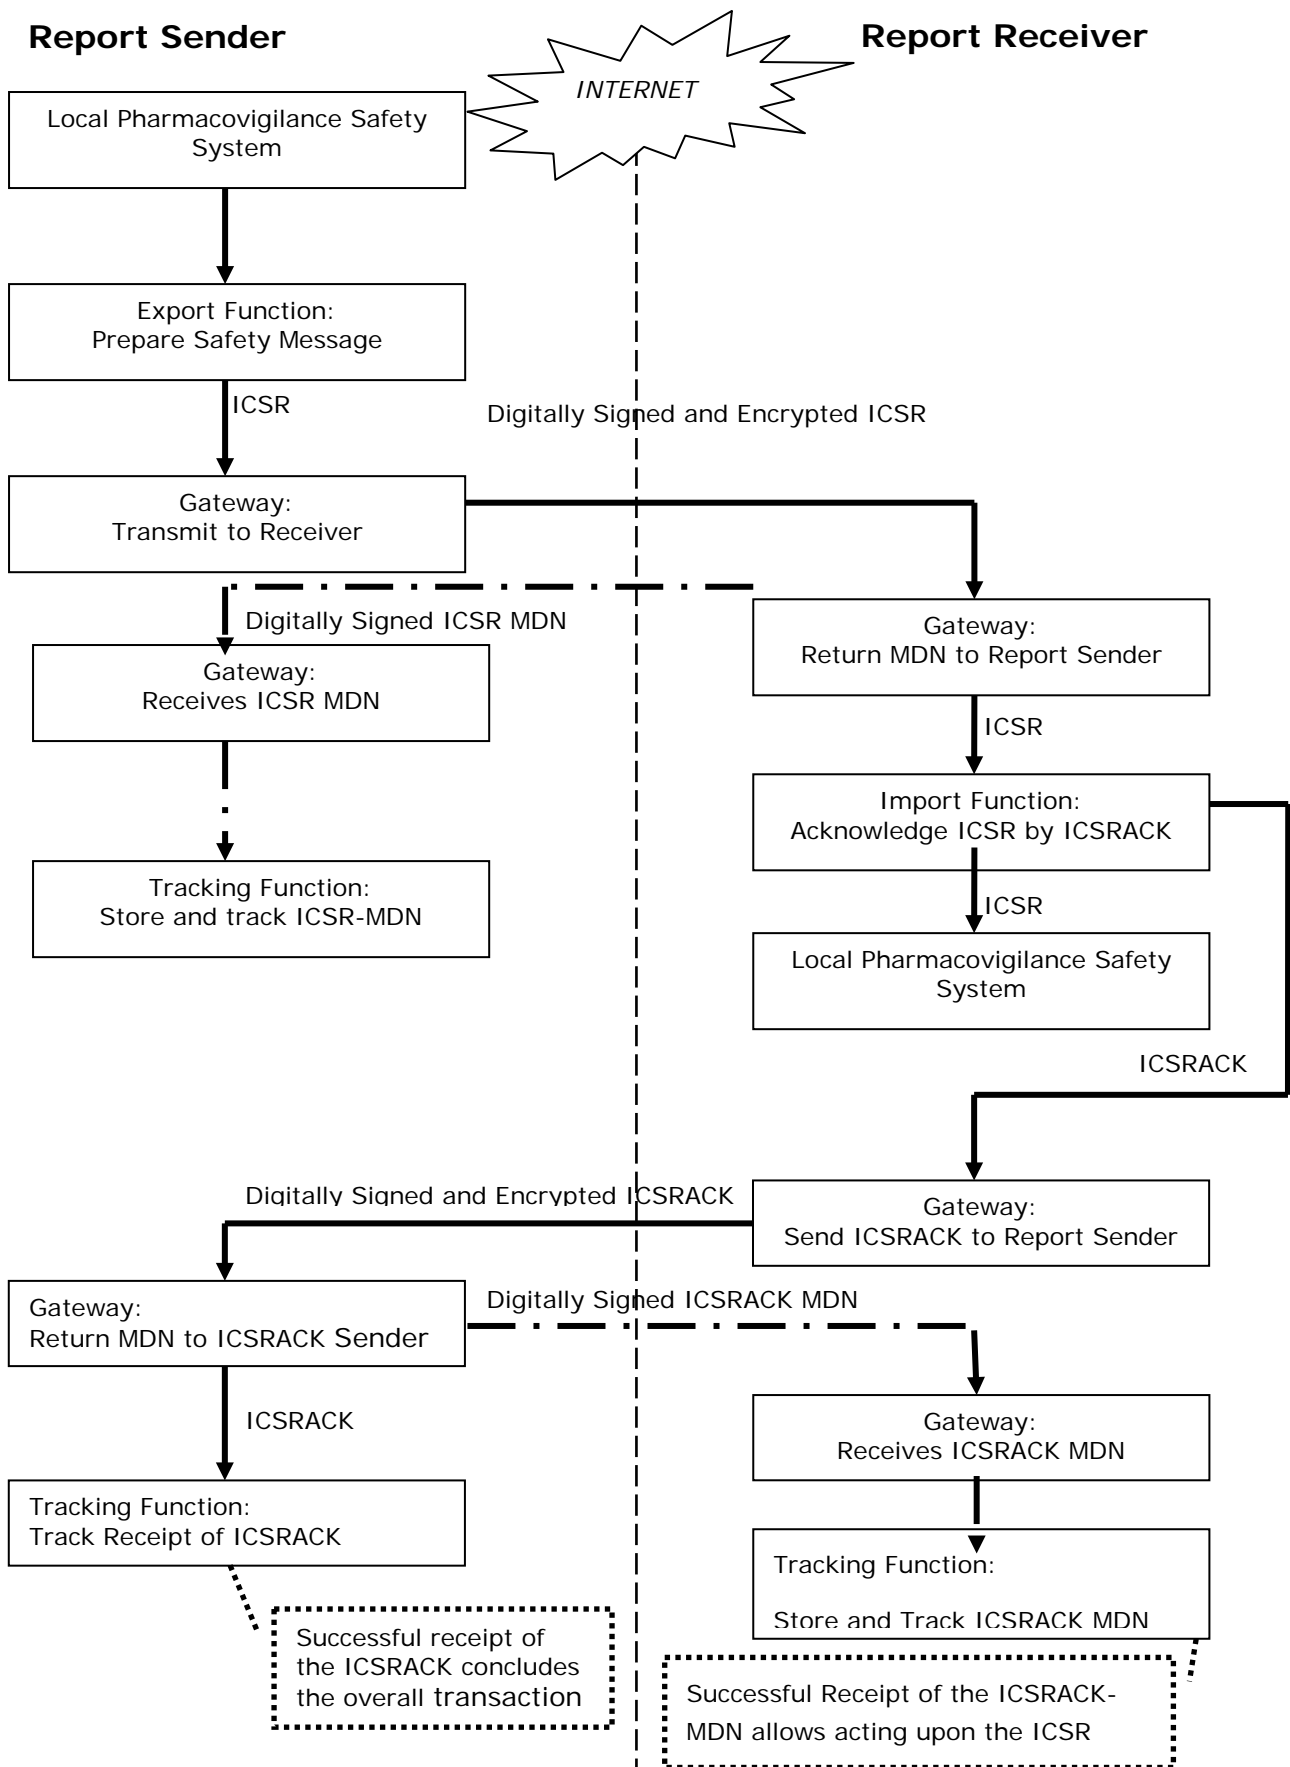 Report Sender
Report Receiver
INTERNET
Local Pharmacovigilance Safety
System
Export Function:
Prepare Safety Message
ICSR
Digitally Signed and Encrypted ICSR
Gateway:
Transmit to Receiver
Digitally Signed ICSR MDN
Gateway:
Return MDN to Report Sender
Gateway:
Receives ICSR MDN
ICSR
Import Function:
Acknowledge ICSR by ICSRACK
Tracking Function:
Store and track ICSR-MDN
ICSR
Local Pharmacovigilance Safety
System
ICSRACK
Digitally Signed and Encrypted ICSRACK
Gateway:
Send ICSRACK to Report Sender
Gateway:
Return MDN to ICSRACK Sender
Digitally Signed ICSRACK MDN
ICSRACK
Gateway:
Receives ICSRACK MDN
Tracking Function:
Track Receipt of ICSRACK
Tracking Function:
Store and Track ICSRACK MDN
Successful receipt of
the ICSRACK concludes
the overall transaction
Successful Receipt of the ICSRACK-
MDN allows acting upon the ICSR